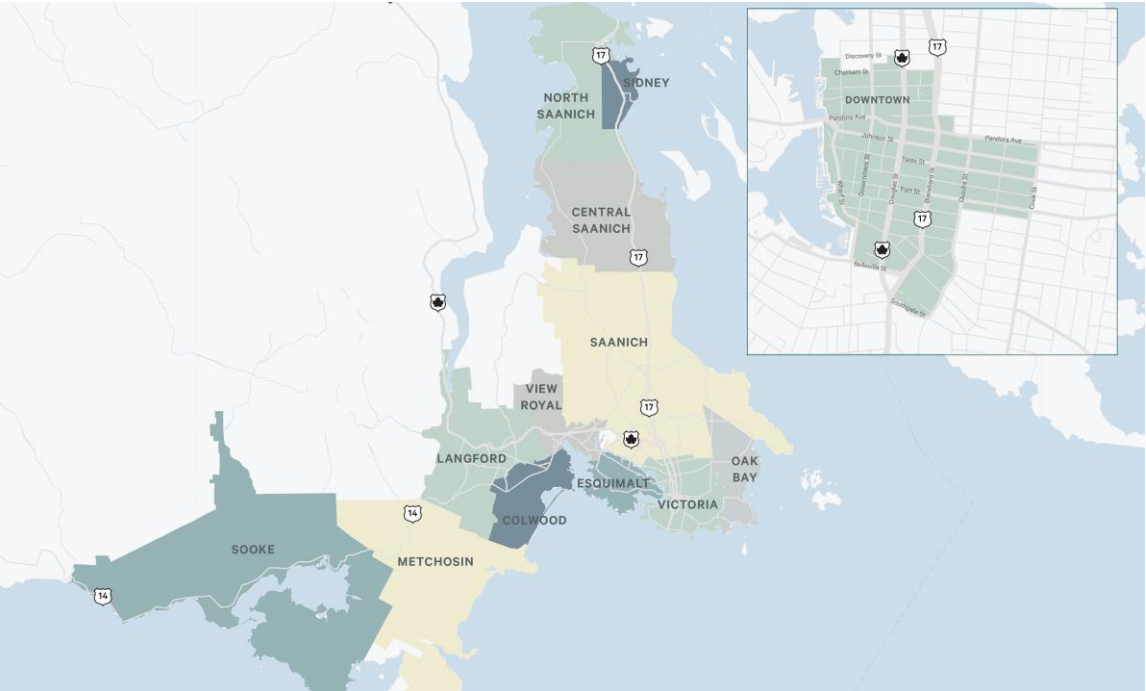 17
SIDNEY
NORTH
SAANICH
CENTRAL
SAANICH
17
SAANICH
VIEW
ROYAL
17
LANGFORD
OAK
BAY
ESQUIMALT
VICTORIA
14
COLWOOD
SOOKE
METCHOSIN
14
17
Discovery St
Chatham St
DOWNTOWN
Pandora Ave
Johnson St
Pandora Ave
Yates St
Fort St
Wharf St
Government St
Douglas St
Blanshard St
Quadra St
Cook St
17
Belleville St
Southgate St